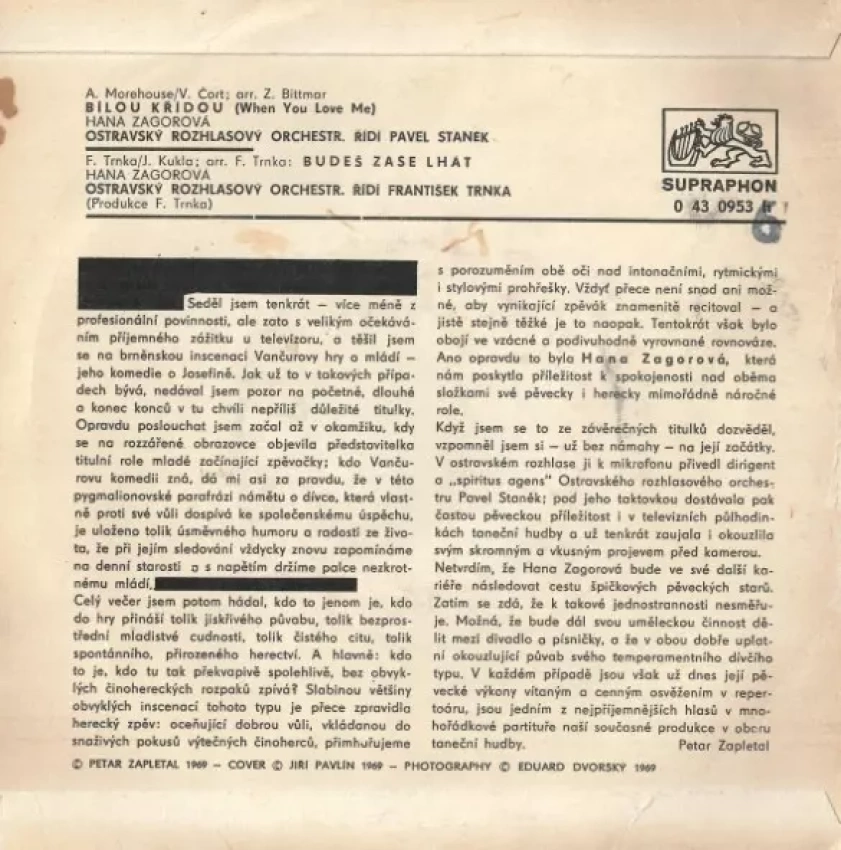 A. Morehouse/V. Čort; arr. Z. Bittmar
BÍLOU KŘÍDOU (When You Love Me)
HANA ZAGOROVÁ
OSTRAVSKÝ ROZHLASOVÝ ORCHESTR. ŘÍDÍ PAVEL STANĚK
F. Trnka/J. Kukla; arr. F. Trnka: BUDEŠ ZASE LHÁT
HANA ZAGOROVÁ
OSTRAVSKÝ ROZHLASOVÝ ORCHESTR. ŘÍDÍ FRANTIŠEK TRNKA
(Produkce F. Trnka)
SUPRAPHON
0 43 0953
Seděl jsem tenkrát – více méně z
profesionální povinnosti, ale zato s velikým očekává-
ním příjemného zážitku u televizoru, a těšil jsem
se na brněnskou inscenaci Vančurovy hry o mládí –
jeho komedie o Josefíně. Jak už to v takových přípa-
dech bývá, nedával jsem pozor na početné, dlouhé
a konec konců v tu chvíli nepříliš důležité titulky.
Opravdu poslouchat jsem začal až v okamžiku, kdy
se na rozzářené obrazovce objevila představitelka
titulní role mladé začínající zpěvačky; kdo Vanču-
rovu komedii zná, dá mi asi za pravdu, že v této
pygmalionovské parafrázi námětu o dívce, která vlast-
ně proti své vůli dospívá ke společenskému úspěchu,
je uloženo tolik úsměvného humoru a radosti ze živo-
ta, že při jejím sledování vždycky znovu zapomínáme
na denní starosti a s napětím držíme palce nezkrot-
nému mládí,
Celý večer jsem potom hádal, kdo to jenom je, kdo
do hry přináší tolik jiskřivého půvabu, tolik bezpros-
třední mladistvé cudnosti, tolik čistého citu, tolik
spontánního, přirozeného herectví. A hlavně: kdo
to je, kdo tu tak překvapivě spolehlivě, bez obvyk-
lých činohereckých rozpaků zpívá? Slabinou většiny
obvyklých inscenací tohoto typu je přece zpravidla
herecký zpěv: oceňující dobrou vůli, vkládanou do
snaživých pokusů výtečných činoherců, přimhuřujeme
s porozuměním obě oči nad intonačními, rytmickými
i stylovými prohřešky. Vždyť přece není snad ani mož-
né, aby vynikající zpěvák znamenitě recitoval – a
jistě stejně těžké je to naopak. Tentokrát však bylo
obojí ve vzácné a podivuhodně vyrovnané rovnováze.
Ano opravdu to byla Hana Zagorová, která
nám poskytla příležitost k spokojenosti nad oběma
složkami své pěvecky i herecky mimořádně náročné
role.
Když jsem se to ze závěrečných titulků dozvěděl,
vzpomněl jsem si – už bez námahy – na její začátky.
V ostravském rozhlase ji k mikrofonu přivedl dirigent
a „spiritus agens" Ostravského rozhlasového orches-
tru Pavel Staněk; pod jeho taktovkou dostávala pak
častou pěveckou příležitost i v televizních půlhodin-
kách taneční hudby a už tenkrát zaujala i okouzlila
svým skromným a vkusným projevem před kamerou.
Netvrdím, že Hana Zagorová bude ve své další ka-
riéře následovat cestu špičkových pěveckých starů.
Zatím se zdá, že k takové jednostrannosti nesměřu-
je. Možná, že bude dál svou uměleckou činnost dě-
lit mezi divadlo a písničky, a že v obou dobře uplat-
ní okouzlující půvab svého temperamentního dívčího
typu. V každém případě jsou však už dnes její pě-
vecké výkony vítaným a cenným osvěžením v reper-
toáru, jsou jedním z nejpříjemnějších hlasů v mno-
hořádkové partituře naší současné produkce v oboru
taneční hudby.
Petar Zapletal
© PETAR ZAPLETAL 1969 – COVER © JIŘÍ PAVLÍN 1969 – PHOTOGRAPHY © EDUARD DVORSKÝ 1969